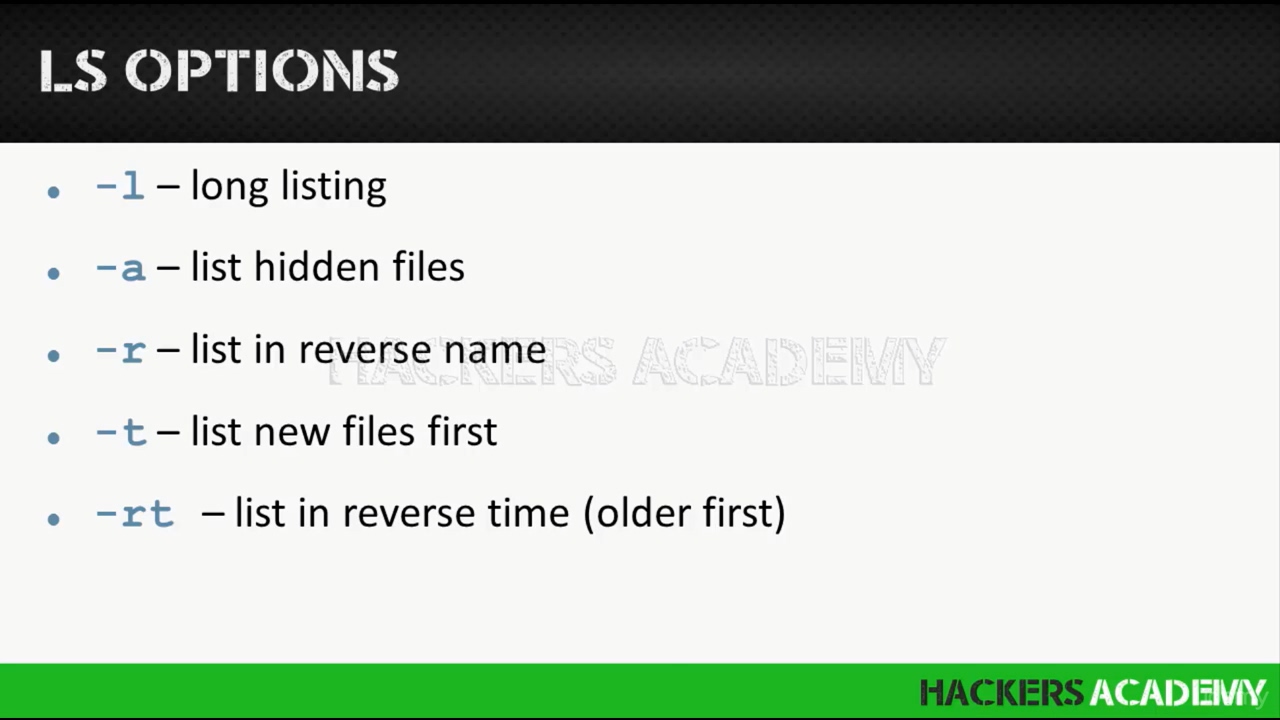 LS OPTIONS
• -l – long listing
• -a – list hidden files
• -r – list in reverse name
HACKERS ACADEMY
• -t – list new files first
• -rt – list in reverse time (older first)
HACKERS ACADEMY